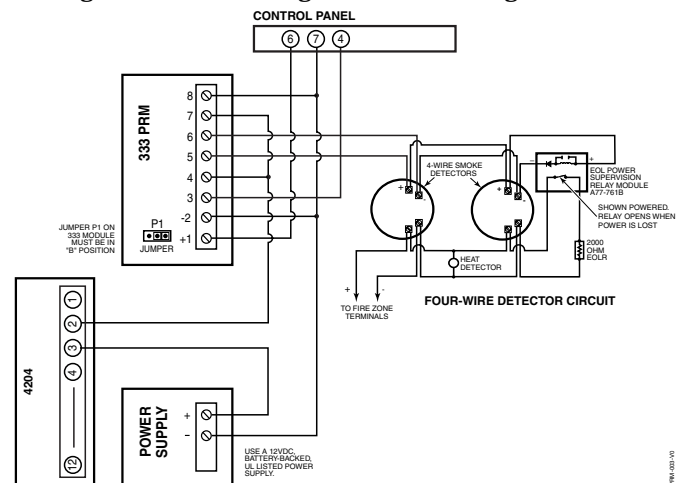 CONTROL PANEL
6 7 4
333 PRM
8
7
6
5
4
3
-2
+1
P1
JUMPER
JUMPER P1 ON
333 MODULE
MUST BE IN
"B" POSITION
4-WIRE SMOKE
DETECTORS
+
-
+
-
-
+
EOL POWER
SUPERVISION
RELAY MODULE
A77-761B
SHOWN POWERED.
RELAY OPENS WHEN
POWER IS LOST
2000
OHM
EOLR
HEAT
DETECTOR
+
-
TO FIRE ZONE
TERMINALS
FOUR-WIRE DETECTOR CIRCUIT
4204
1
2
3
4
12
POWER
SUPPLY
+
-
USE A 12VDC,
BATTERY-BACKED,
UL LISTED POWER
SUPPLY.